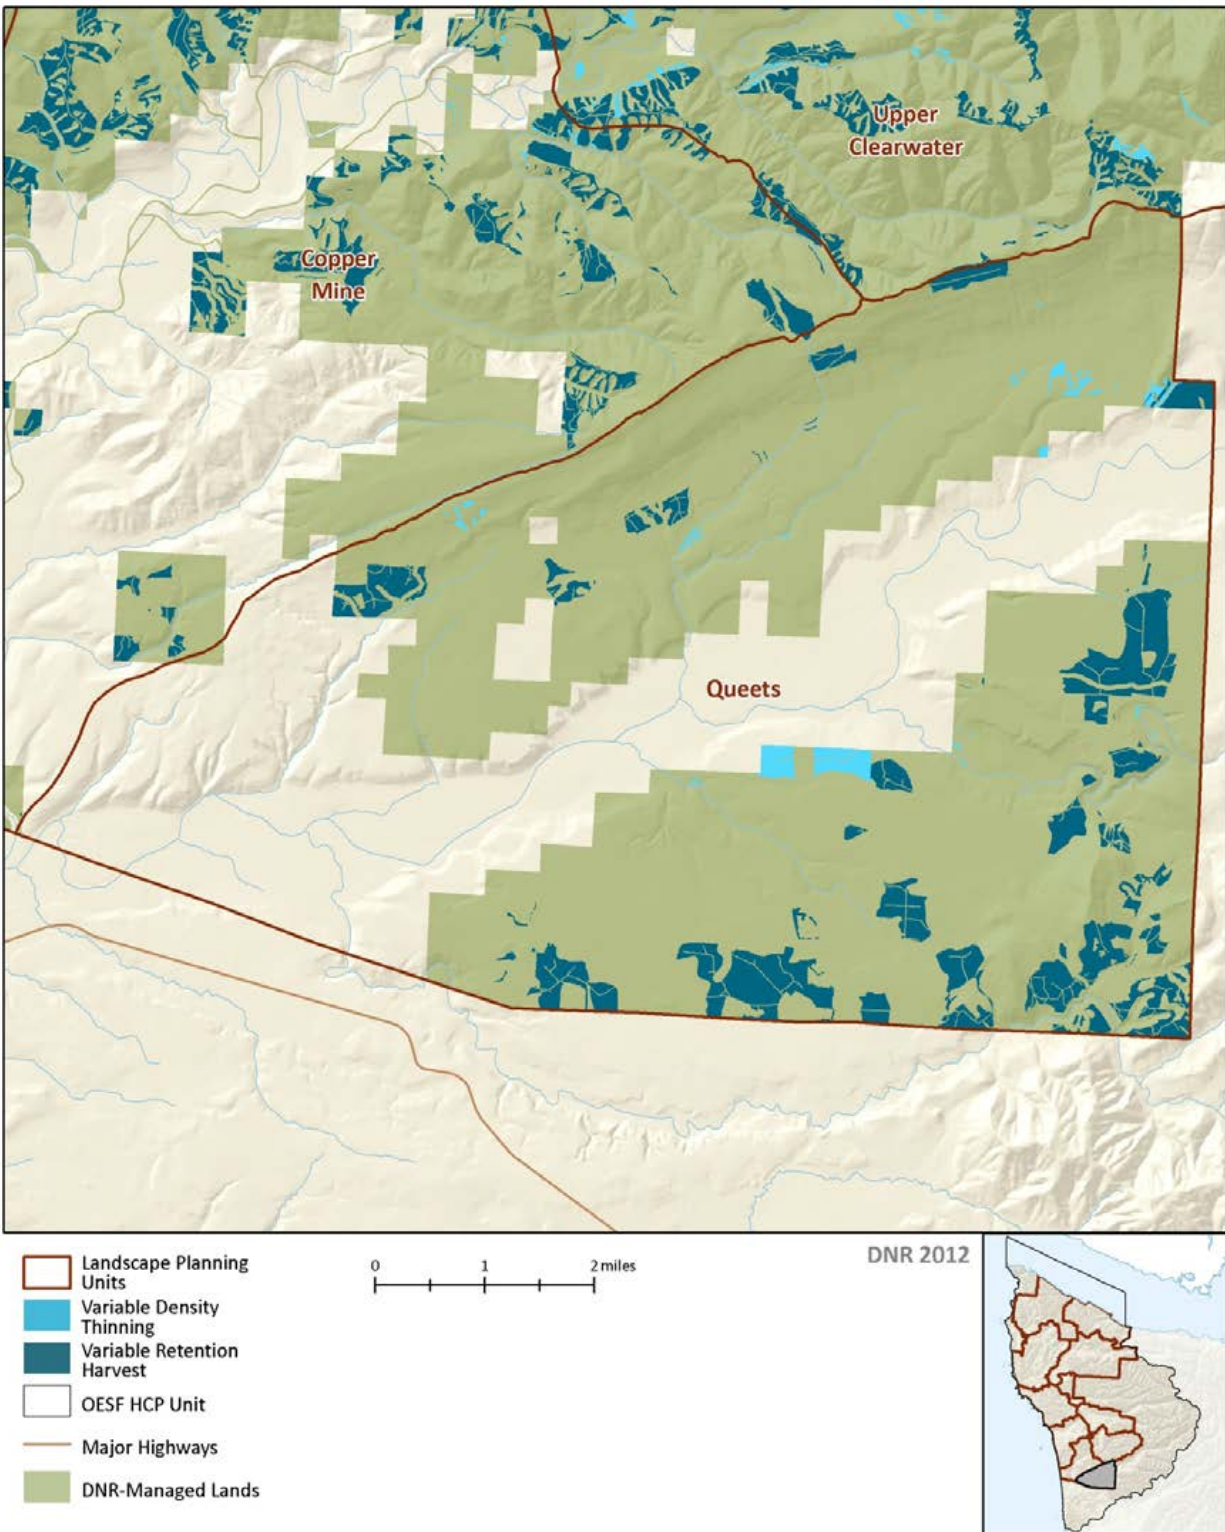 Upper
Clearwater
Copper
Mine
Queets
Landscape Planning
Units
Variable Density
Thinning
Variable Retention
Harvest
OESF HCP Unit
Major Highways
DNR-Managed Lands
0 1 2 miles
DNR 2012